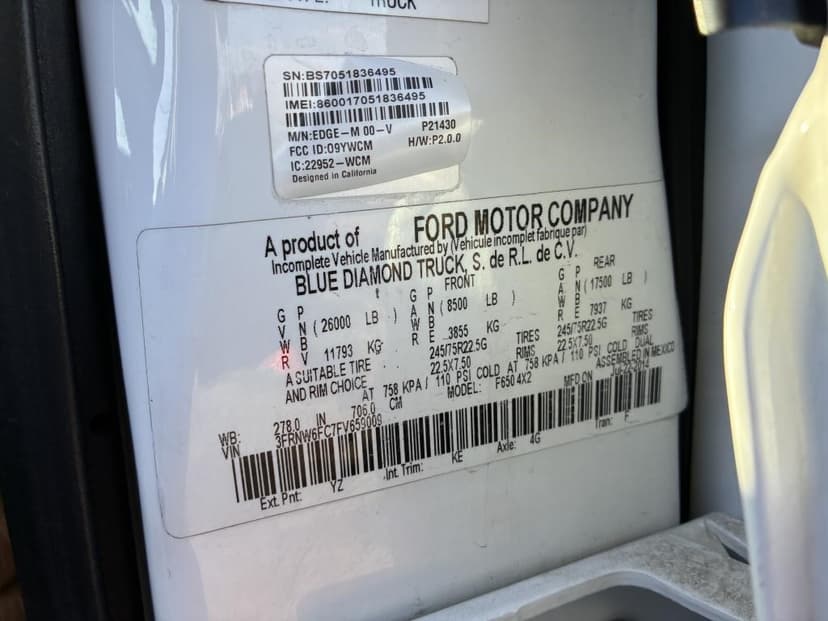 TRUCK
SN:BS7051836495
IMEI:860017051836495
M/N:EDGE-M 00-V P21430
FCC ID:O9YWCM H/W:P2.0.0
IC:22952-WCM
Designed in California
A product of FORD MOTOR COMPANY
Incomplete Vehicle Manufactured by (Vehicule incomplet fabrique par)
BLUE DIAMOND TRUCK, S. de R.L. de C.V.
G P t G P FRONT G P REAR
V N ( 26000 LB ) A N ( 8500 LB ) A N ( 17500 LB )
W B W B W B
R V 11793 KG R E 3855 KG R E 7937 KG
A SUITABLE TIRE 245/75R22.5G TIRES 245/75R22.5G TIRES
AND RIM CHOICE 22.5X7.50 RIMS 22.5X7.50 RIMS
AT 758 KPA / 110 PSI COLD AT 758 KPA / 110 PSI COLD DUAL
WB: 278.0 IN 706.0 CM MODEL: F650 4X2 MFD ON ASSEMBLED IN MEXICO
VIN 3FRNW6FC7FV659009
Ext. Pnt: YZ Int. Trim: KE Axle: 4G Tran: F